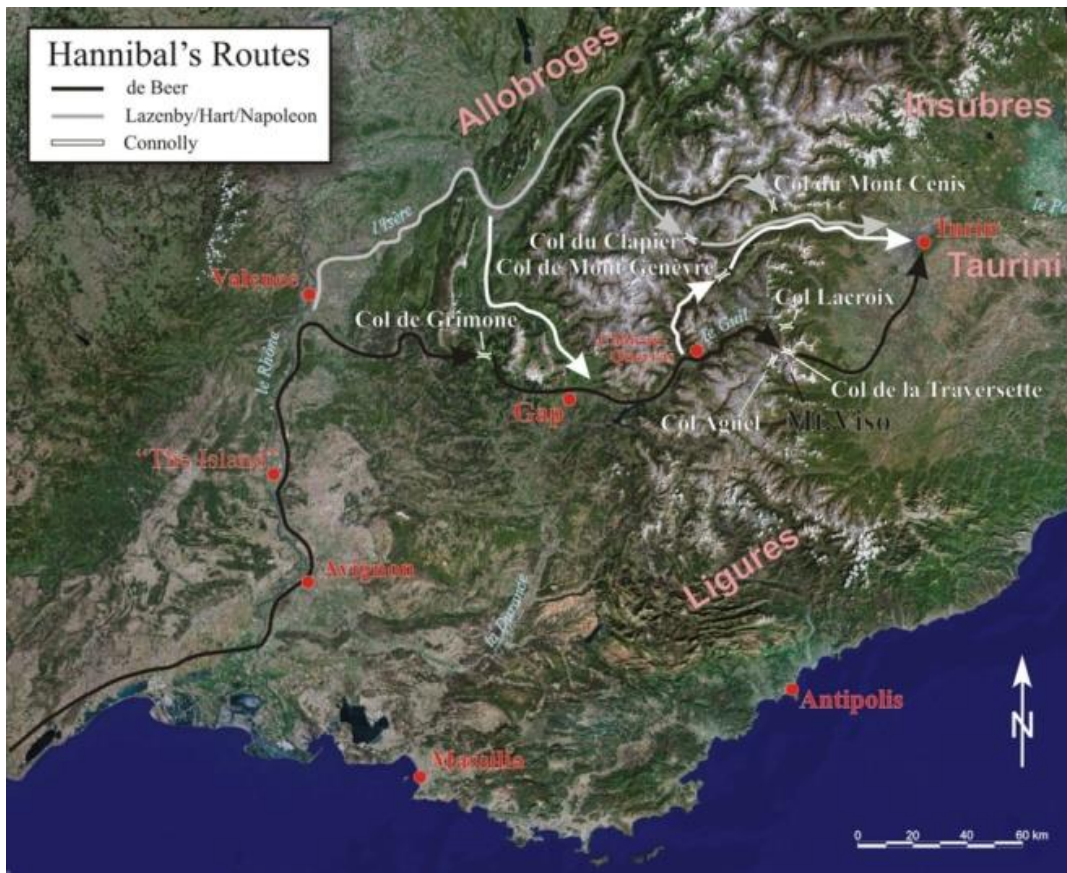 Hannibal's Routes
de Beer
Lazenby/Hart/Napoleon
Connolly
Allobroges
Insubres
Col du Mont Cenis
l'Isère
le Po
Col du Clapier
Turin
Col de Mont Genevre
Taurini
Valence
Col Lacroix
Col de Grimone
le Guil
le Rhône
Col de la Traversette
Gap
Col Agnel
Mt. Viso
"The Island"
Avignon
Ligures
la Durance
Antipolis
N
Massilia
0 20 40 60 km